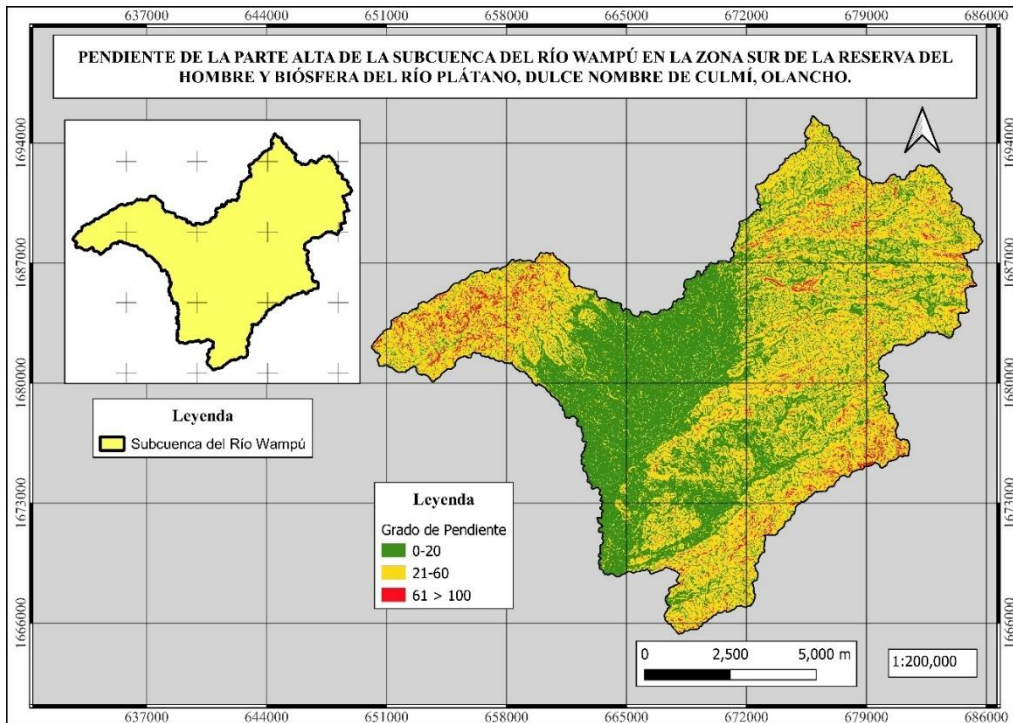 637000 644000 651000 658000 665000 672000 679000 686000
PENDIENTE DE LA PARTE ALTA DE LA SUBCUENCA DEL RÍO WAMPÚ EN LA ZONA SUR DE LA RESERVA DEL
HOMBRE Y BIÓSFERA DEL RÍO PLÁTANO, DULCE NOMBRE DE CULMÍ, OLANCHO.
1694000 1694000
1687000 1687000
1680000 1680000
Leyenda
Subcuenca del Río Wampú
1673000 1673000
Leyenda
Grado de Pendiente
0-20
21-60
61 > 100
1666000 1666000
0 2,500 5,000 m
1:200,000
637000 644000 651000 658000 665000 672000 679000 686000